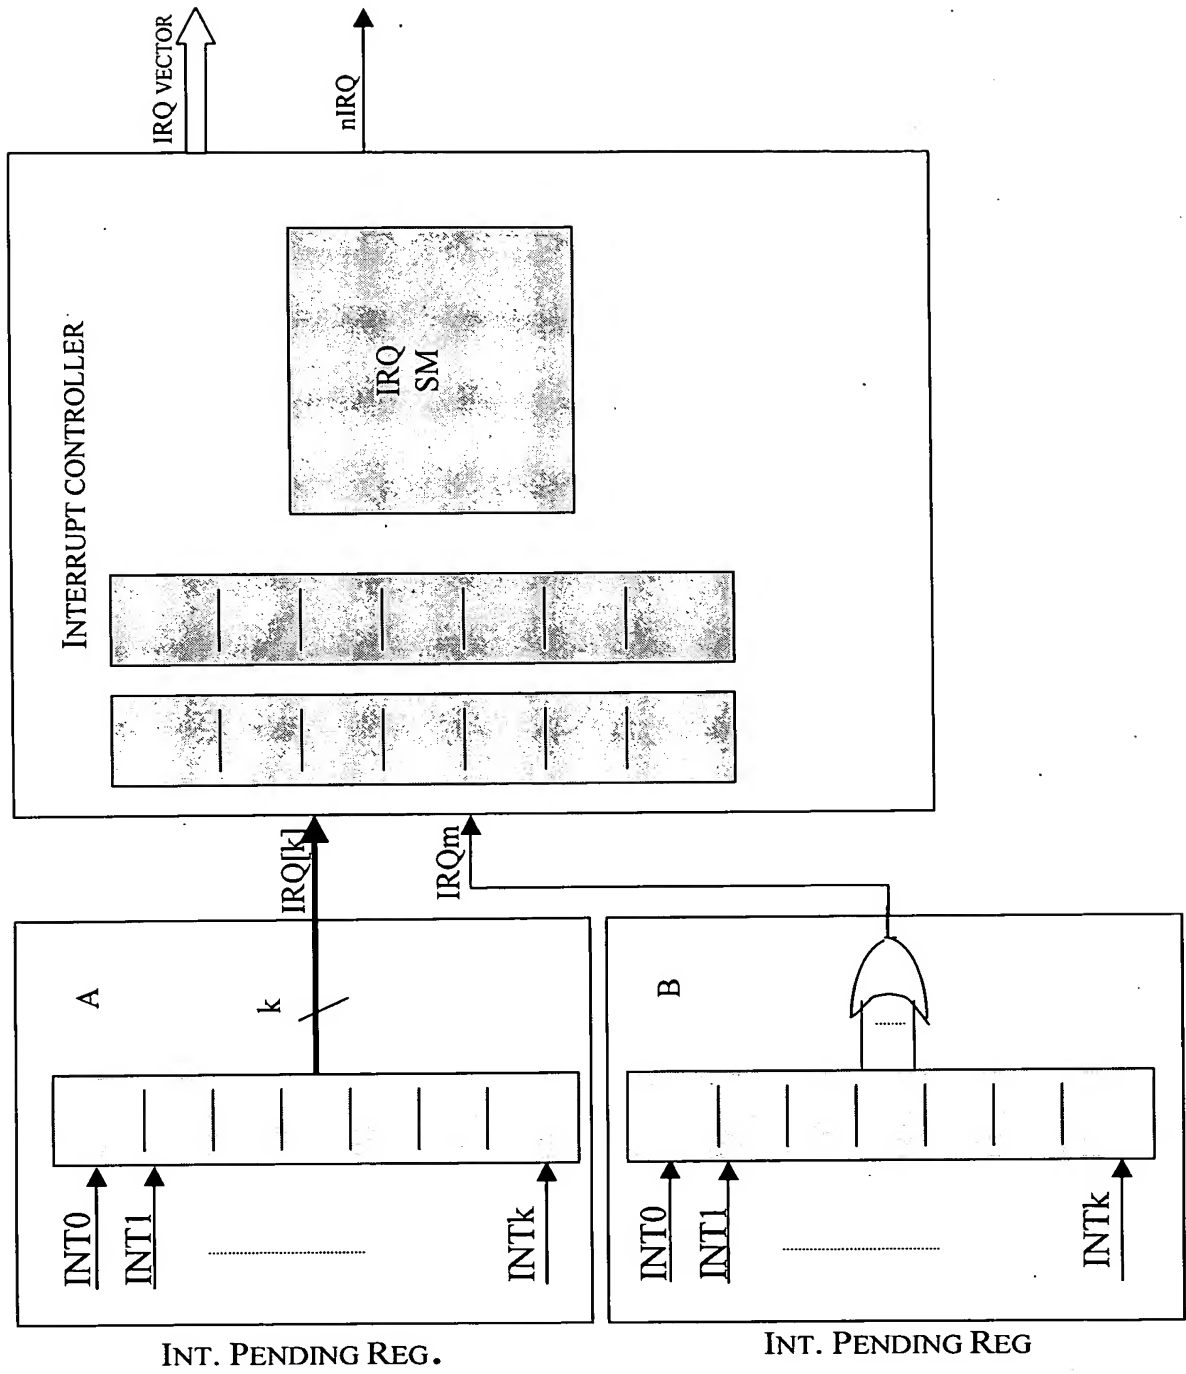 IRQ VECTOR
nIRQ
INTERRUPT CONTROLLER
IRQ
SM
IRQ[k]
IRQm
A
k
B
INT0
INT1
INTk
INT0
INT1
INTk
INT. PENDING REG.
INT. PENDING REG